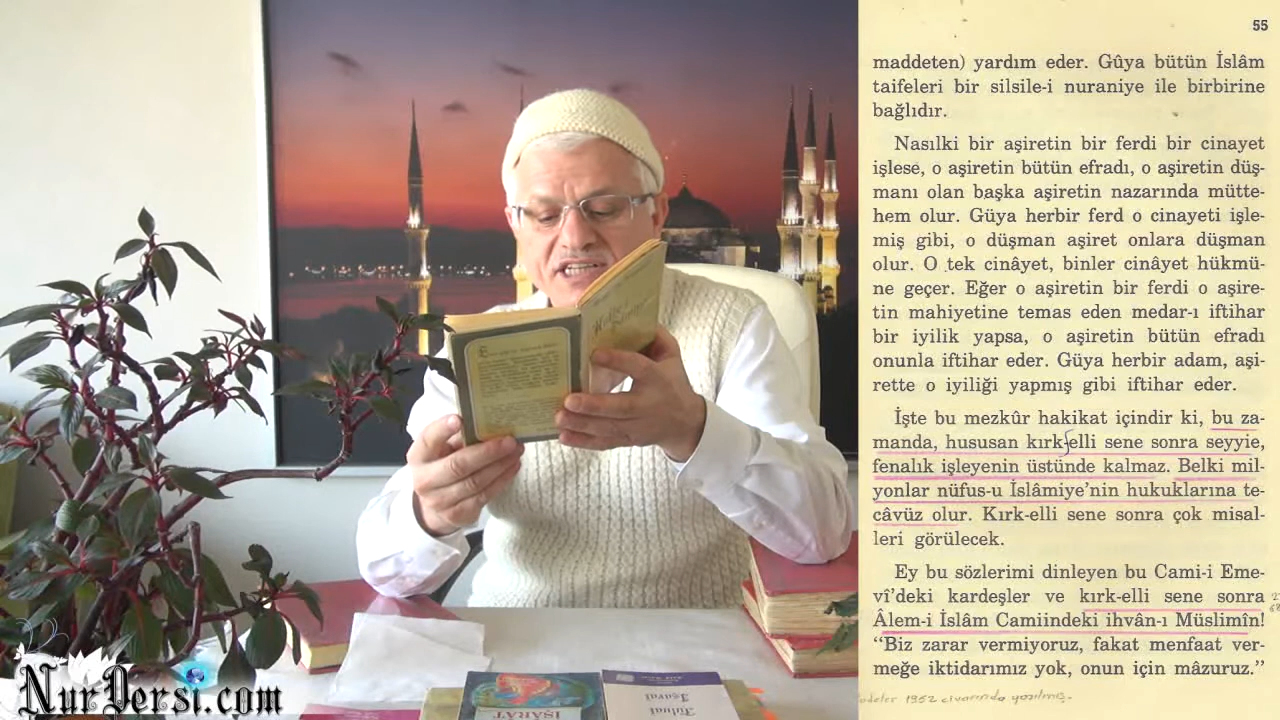 55
maddeten) yardım eder. Gûya bütün İslâm
taifeleri bir silsile-i nuraniye ile birbirine
bağlıdır.
Nasılki bir aşiretin bir ferdi bir cinayet
işlese, o aşiretin bütün efradı, o aşiretin düş-
manı olan başka aşiretin nazarında mütte-
hem olur. Güya herbir ferd o cinayeti işle-
miş gibi, o düşman aşiret onlara düşman
olur. O tek cinâyet, binler cinâyet hükmü-
ne geçer. Eğer o aşiretin bir ferdi o aşire-
tin mahiyetine temas eden medar-ı iftihar
bir iyilik yapsa, o aşiretin bütün efradı
onunla iftihar eder. Güya herbir adam, aşi-
rette o iyiliği yapmış gibi iftihar eder.
İşte bu mezkûr hakikat içindir ki, bu za-
manda, hususan kırk-elli sene sonra seyyie,
fenalık işleyenin üstünde kalmaz. Belki mil-
yonlar nüfus-u İslâmiye'nin hukuklarına te-
câvüz olur. Kırk-elli sene sonra çok misal-
leri görülecek.
Ey bu sözlerimi dinleyen bu Cami-i Eme-
vî'deki kardeşler ve kırk-elli sene sonra
Âlem-i İslâm Camiindeki ihvân-ı Müslimîn!
"Biz zarar vermiyoruz, fakat menfaat ver-
meğe iktidarımız yok, onun için mâzuruz."
1952 civarında yazılmış.
NurDersi.com
İŞARAT
İşarat
Tuluat